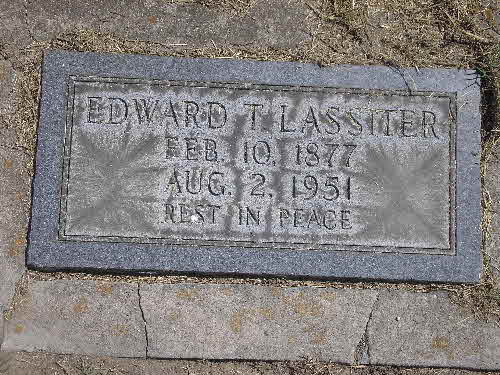 EDWARD T. LASSITER
FEB. 10, 1877
AUG. 2, 1951
REST IN PEACE